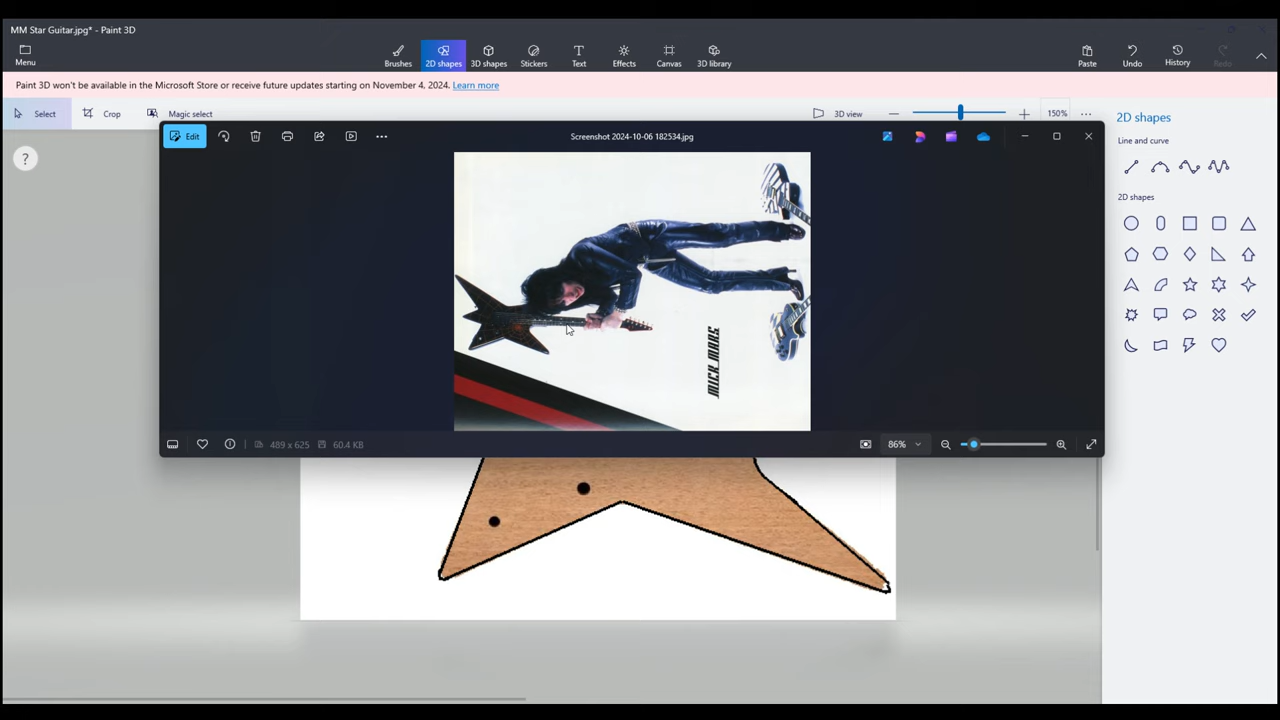 MM Star Guitar.jpg* - Paint 3D
Menu
Brushes
2D shapes
3D shapes
Stickers
Text
Effects
Canvas
3D library
Paste
Undo
History
Redo
Paint 3D won't be available in the Microsoft Store or receive future updates starting on November 4, 2024. Learn more
Select
Crop
Magic select
3D view
150%
2D shapes
Edit
Screenshot 2024-10-06 182534.jpg
Line and curve
2D shapes
?
MICK MARS
489 x 625
60.4 KB
86%